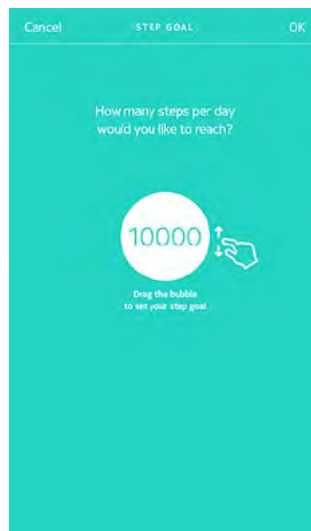 Cancel STEP GOAL OK
How many steps per day
would you like to reach?
10000
Drag the bubble
to set your step goal